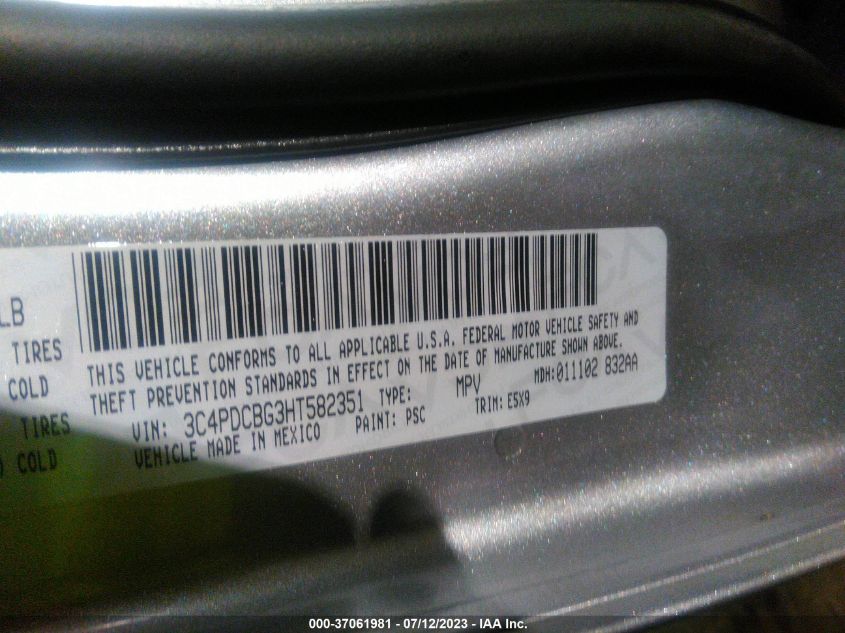 LB
TIRES
COLD
TIRES
) COLD
THIS VEHICLE CONFORMS TO ALL APPLICABLE U.S.A. FEDERAL MOTOR VEHICLE SAFETY AND
THEFT PREVENTION STANDARDS IN EFFECT ON THE DATE OF MANUFACTURE SHOWN ABOVE.
VIN: 3C4PDCBG3HT582351 TYPE: MPV MDH:011102 832AA
VEHICLE MADE IN MEXICO PAINT: PSC TRIM: E5X9
000-37061981 - 07/12/2023 - IAA Inc.